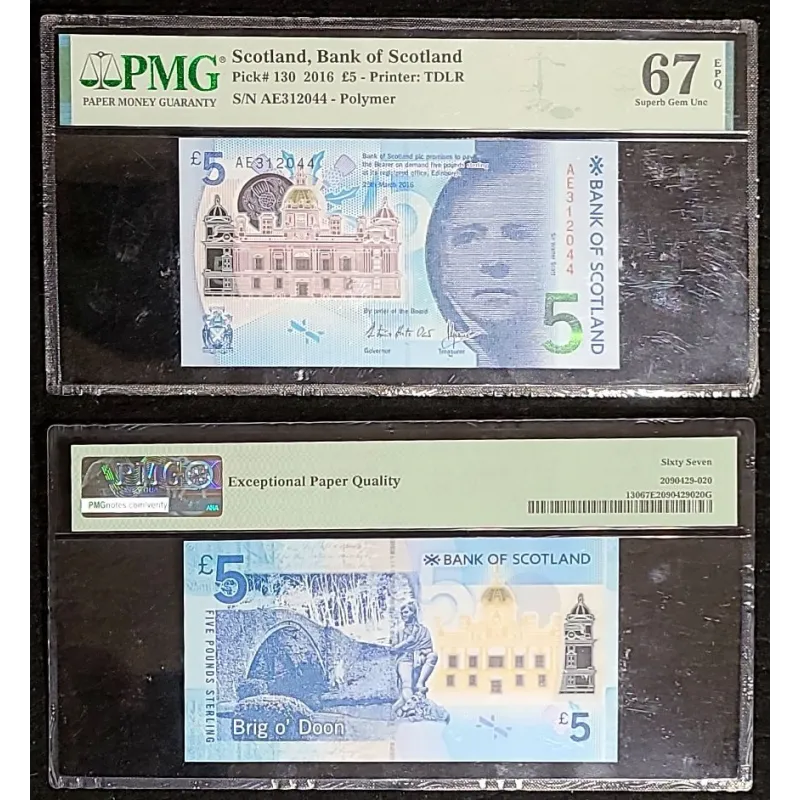 PMG
PAPER MONEY GUARANTY
Scotland, Bank of Scotland
Pick# 130 2016 £5 - Printer: TDLR
S/N AE312044 - Polymer
67
EPQ
Superb Gem Unc
£5 AE312044
Bank of Scotland plc promises to pay
the Bearer on demand five pounds sterling
at its registered office, Edinburgh
25th March 2016
AE312044
BANK OF SCOTLAND
By order of the Board
Governor
Treasurer
5
PMG
PMGnotes.com/verify
Exceptional Paper Quality
Sixty Seven
2090429-020
13067E2090429020G
£5
BANK OF SCOTLAND
FIVE POUNDS STERLING
Brig o' Doon
£5